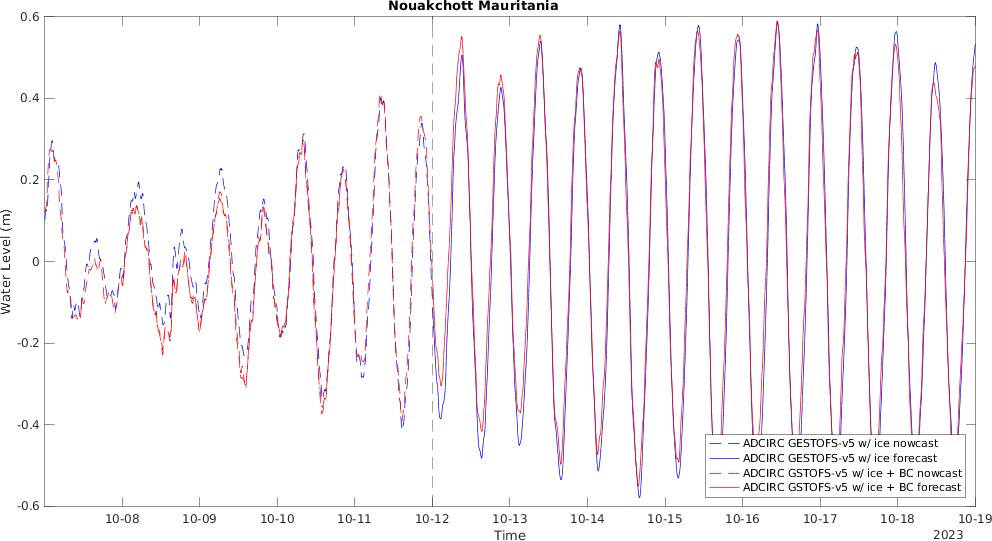 Nouakchott Mauritania
0.6
0.4
0.2
0
-0.2
-0.4
-0.6
Water Level (m)
ADCIRC GESTOFS-v5 w/ ice nowcast
ADCIRC GESTOFS-v5 w/ ice forecast
ADCIRC GSTOFS-v5 w/ ice + BC nowcast
ADCIRC GSTOFS-v5 w/ ice + BC forecast
10-08 10-09 10-10 10-11 10-12 10-13 10-14 10-15 10-16 10-17 10-18 10-19
Time
2023